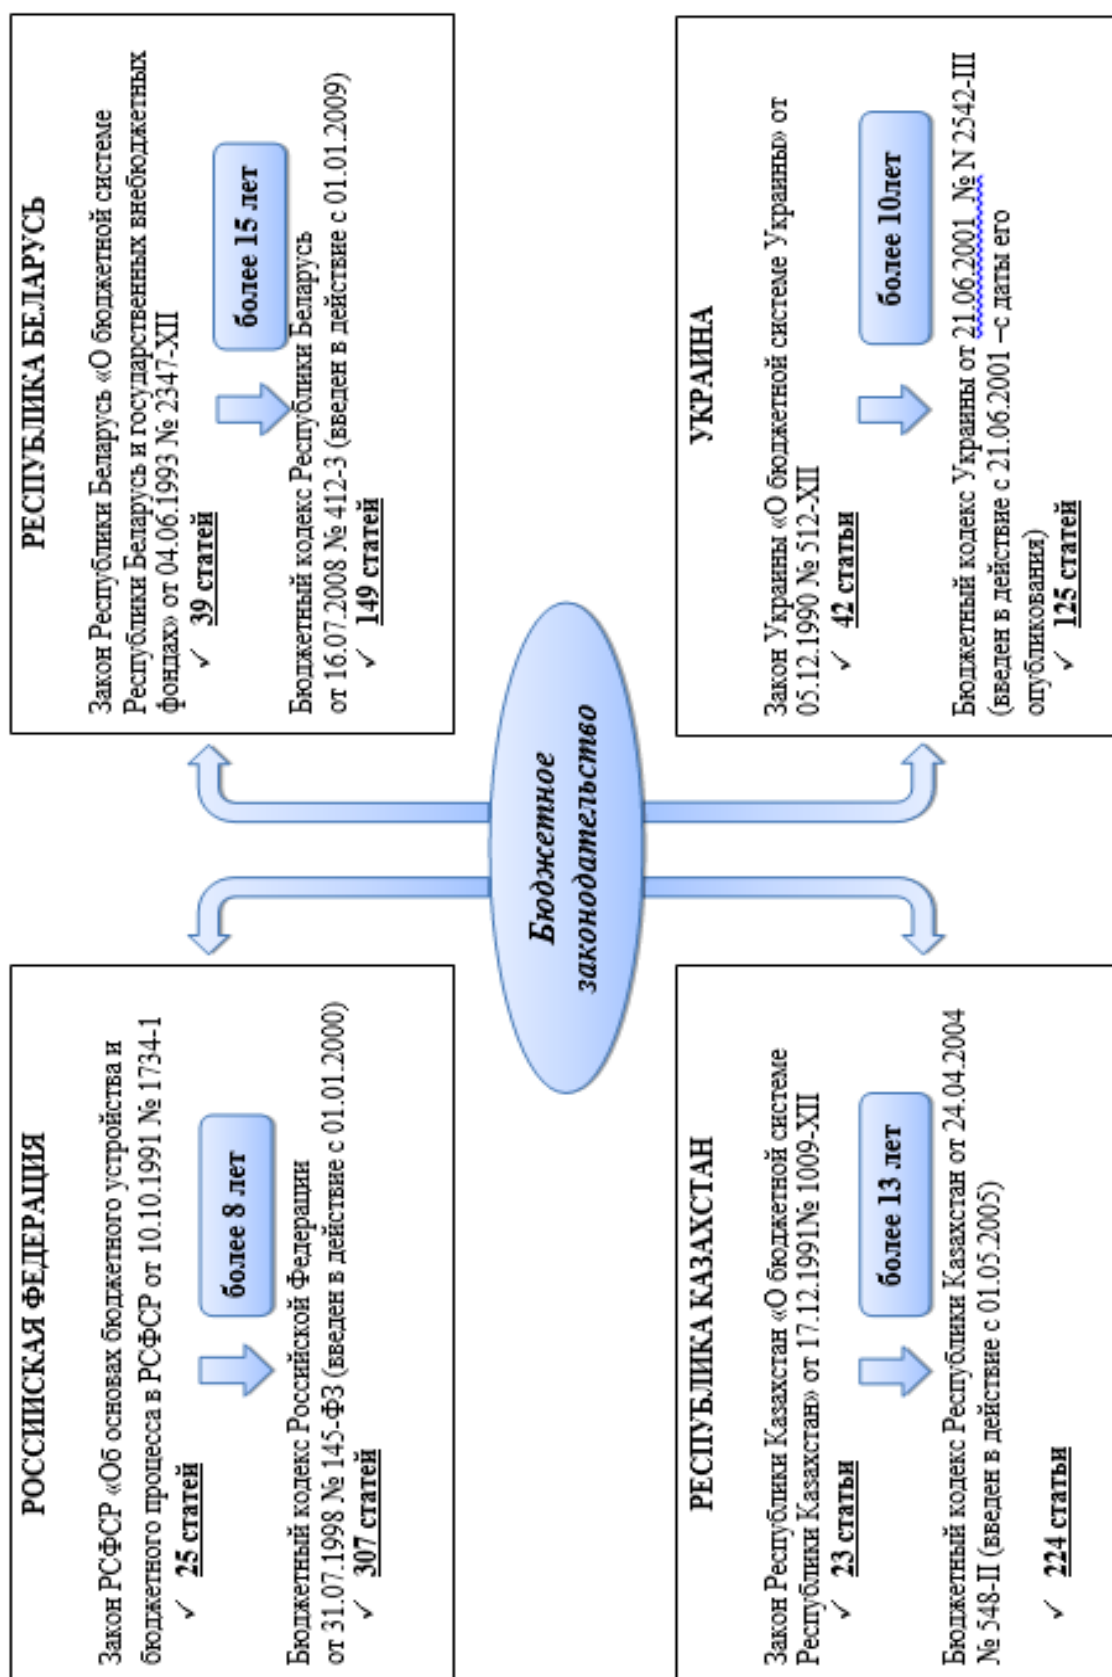 РОССИЙСКАЯ ФЕДЕРАЦИЯ
Закон РСФСР «Об основах бюджетного устройства и
бюджетного процесса в РСФСР от 10.10.1991 № 1734-1
✓ 25 статей
более 8 лет
Бюджетный кодекс Российской Федерации
от 31.07.1998 № 145-ФЗ (введен в действие с 01.01.2000)
✓ 307 статей
РЕСПУБЛИКА БЕЛАРУСЬ
Закон Республики Беларусь «О бюджетной системе
Республики Беларусь и государственных внебюджетных
фондах» от 04.06.1993 № 2347-XII
✓ 39 статей
более 15 лет
Бюджетный кодекс Республики Беларусь
от 16.07.2008 № 412-З (введен в действие с 01.01.2009)
✓ 149 статей
Бюджетное
законодательство
РЕСПУБЛИКА КАЗАХСТАН
Закон Республики Казахстан «О бюджетной системе
Республики Казахстан» от 17.12.1991№ 1009-XII
✓ 23 статьи
более 13 лет
Бюджетный кодекс Республики Казахстан от 24.04.2004
№ 548-II (введен в действие с 01.05.2005)
✓ 224 статьи
УКРАИНА
Закон Украины «О бюджетной системе Украины» от
05.12.1990 № 512-XII
✓ 42 статьи
более 10лет
Бюджетный кодекс Украины от 21.06.2001 № N 2542-III
(введен в действие с 21.06.2001 –с даты его
опубликования)
✓ 125 статей